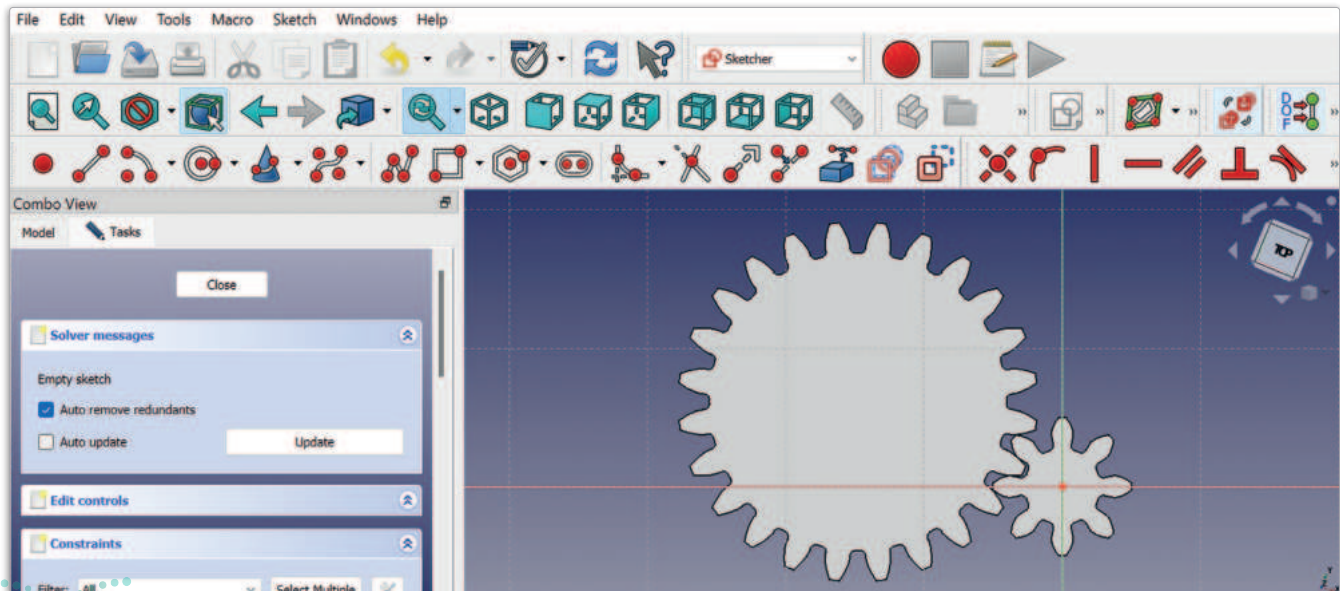 File Edit View Tools Macro Sketch Windows Help
Sketcher
DOF
Combo View
Model Tasks
Close
Solver messages
Empty sketch
Auto remove redundants
Auto update Update
Edit controls
Constraints
Filter: All Select Multiple
TOP
Y
Z